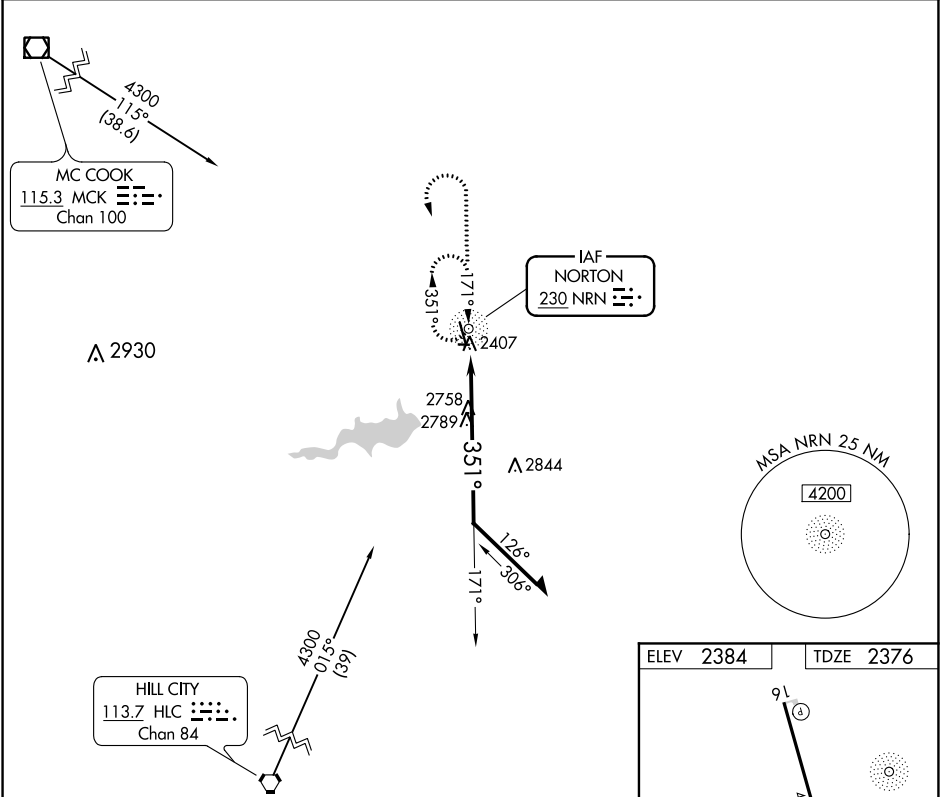 4300
115°
(38.6)
MC COOK
115.3 MCK
Chan 100
IAF
NORTON
230 NRN
171°
351°
2407
2930
2758
2789
351°
2844
MSA NRN 25 NM
4200
126°
306°
171°
4300
015°
(39)
HILL CITY
113.7 HLC
Chan 84
ELEV 2384
TDZE 2376
16
P